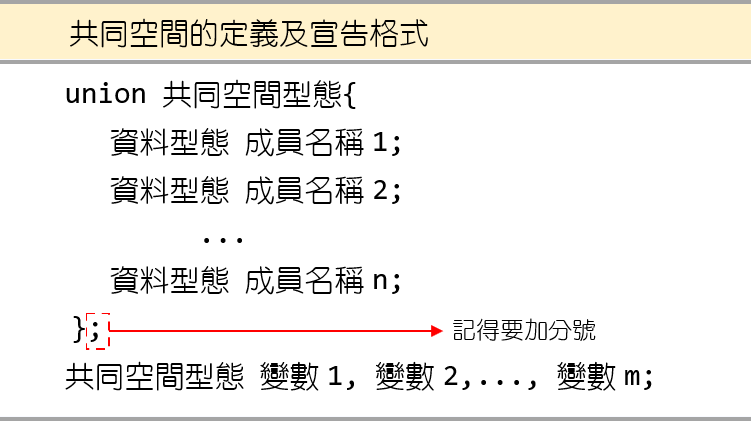 共同空間的定義及宣告格式
union 共同空間型態{
資料型態 成員名稱 1;
資料型態 成員名稱 2;
...
資料型態 成員名稱 n;
};
記得要加分號
共同空間型態 變數 1, 變數 2,..., 變數 m;